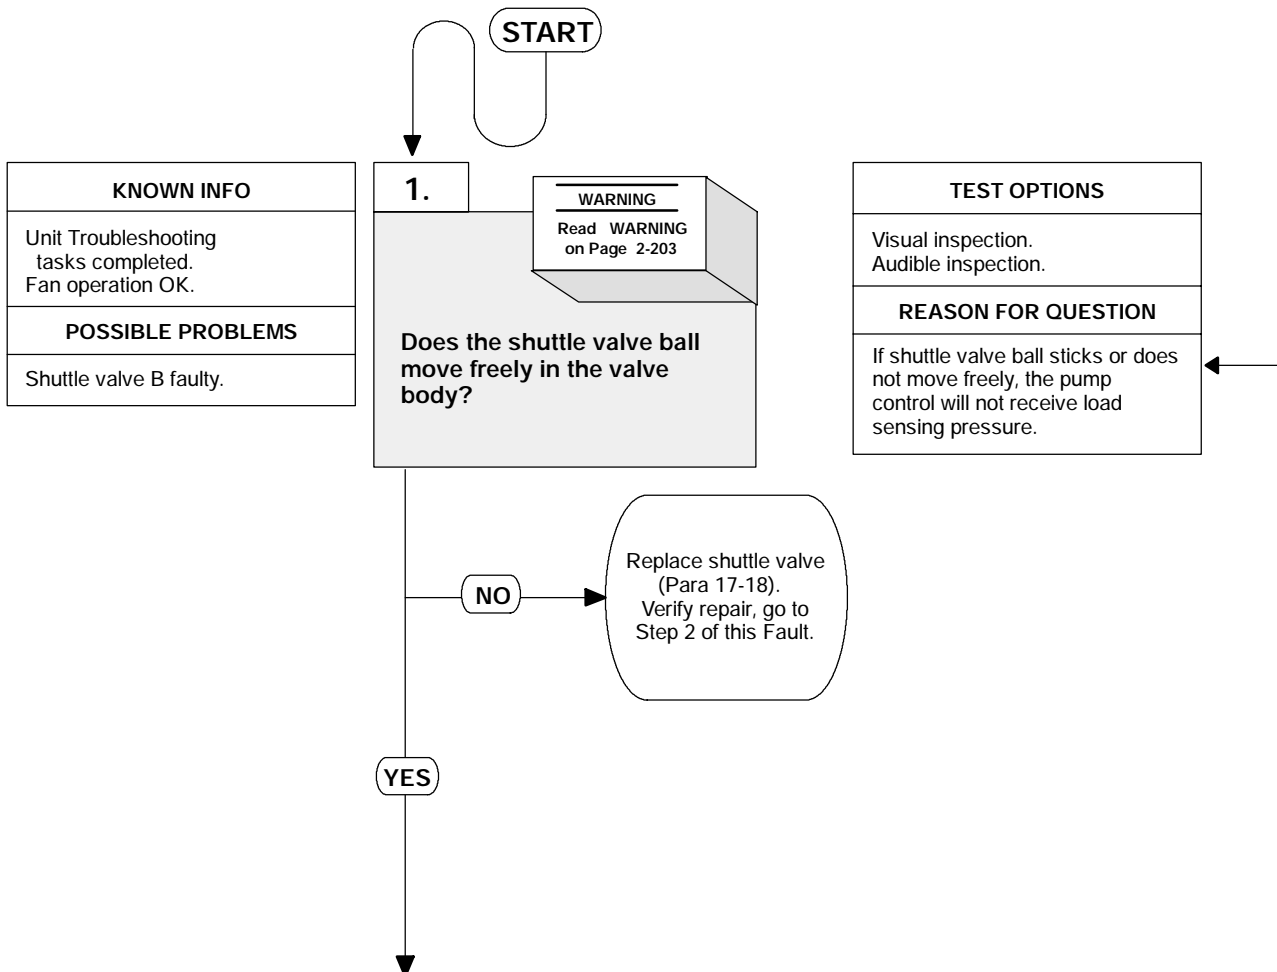 START
KNOWN INFO
Unit Troubleshooting
tasks completed.
Fan operation OK.
POSSIBLE PROBLEMS
Shuttle valve B faulty.
1.
WARNING
Read WARNING
on Page 2-203
Does the shuttle valve ball
move freely in the valve
body?
TEST OPTIONS
Visual inspection.
Audible inspection.
REASON FOR QUESTION
If shuttle valve ball sticks or does
not move freely, the pump
control will not receive load
sensing pressure.
NO
Replace shuttle valve
(Para 17-18).
Verify repair, go to
Step 2 of this Fault.
YES